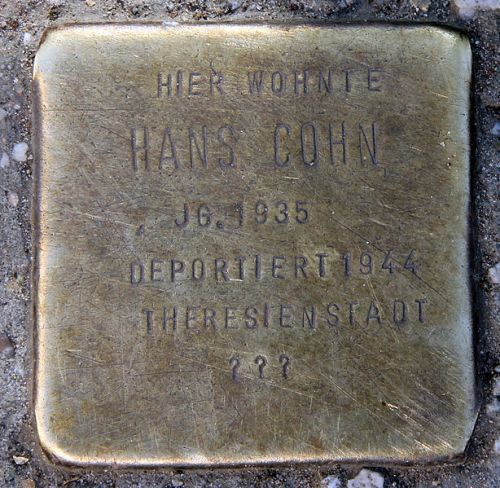 HIER WOHNTE
HANS COHN
JG. 1935
DEPORTIERT 1944
THERESIENSTADT
???